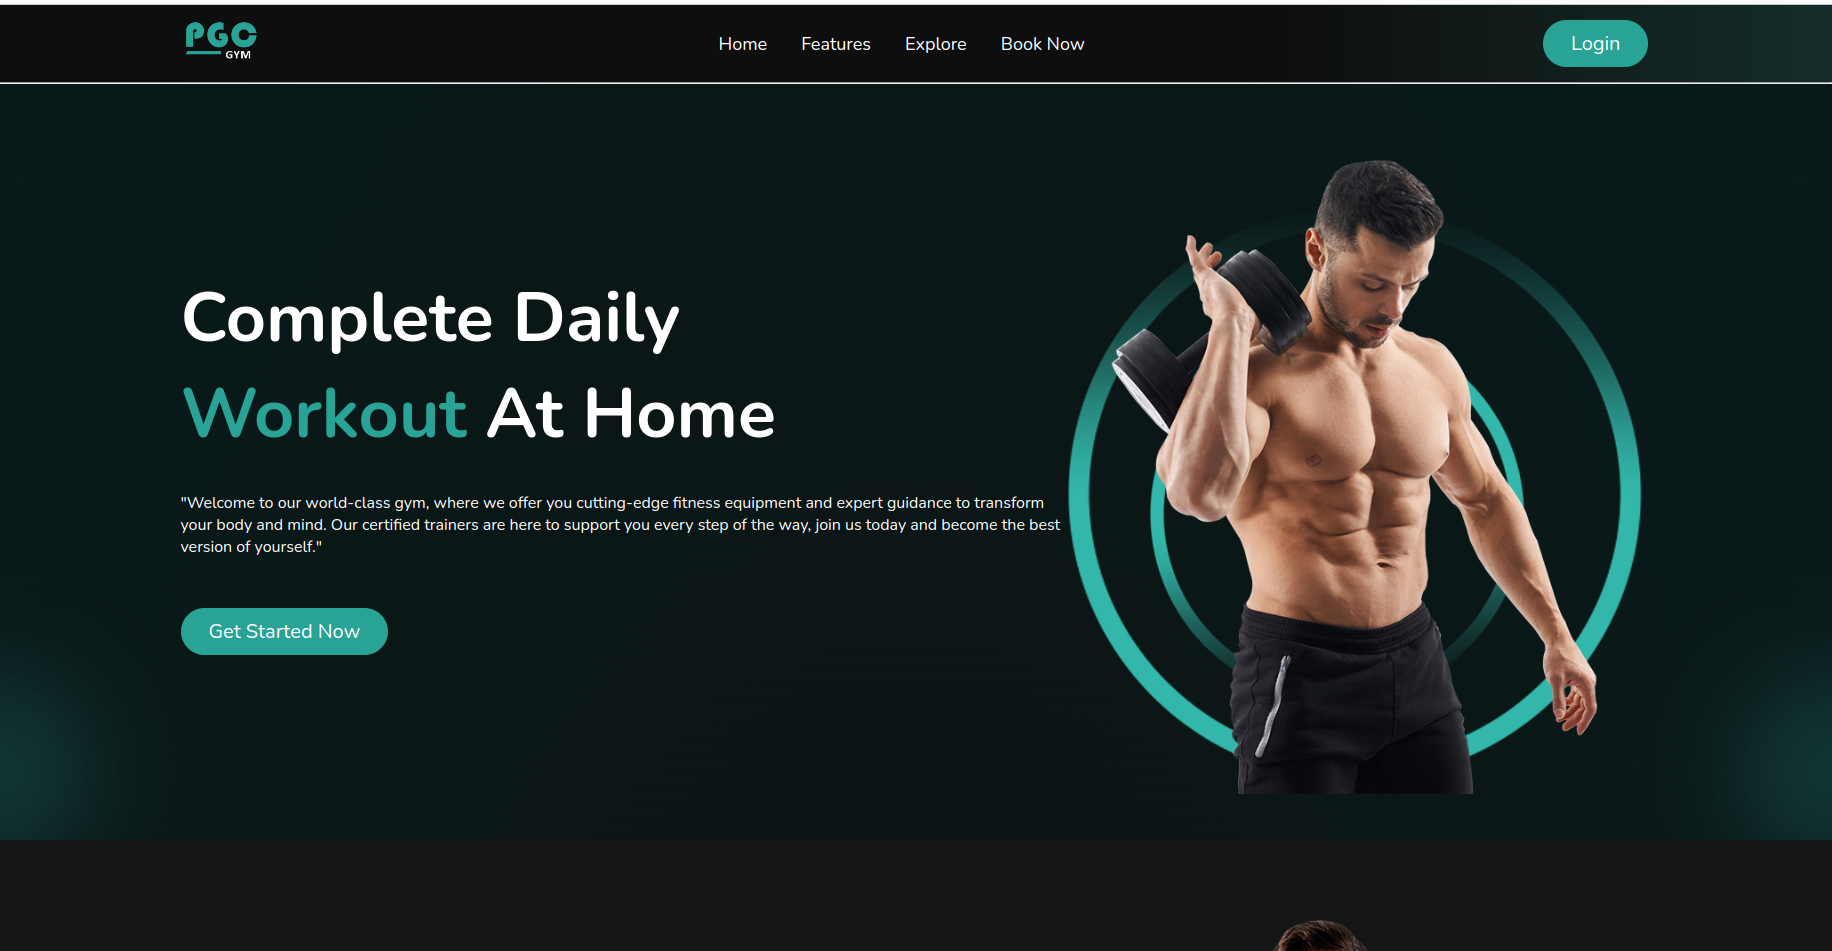 PGC
GYM
Home
Features
Explore
Book Now
Login
Complete Daily
Workout At Home
"Welcome to our world-class gym, where we offer you cutting-edge fitness equipment and expert guidance to transform
your body and mind. Our certified trainers are here to support you every step of the way, join us today and become the best
version of yourself."
Get Started Now